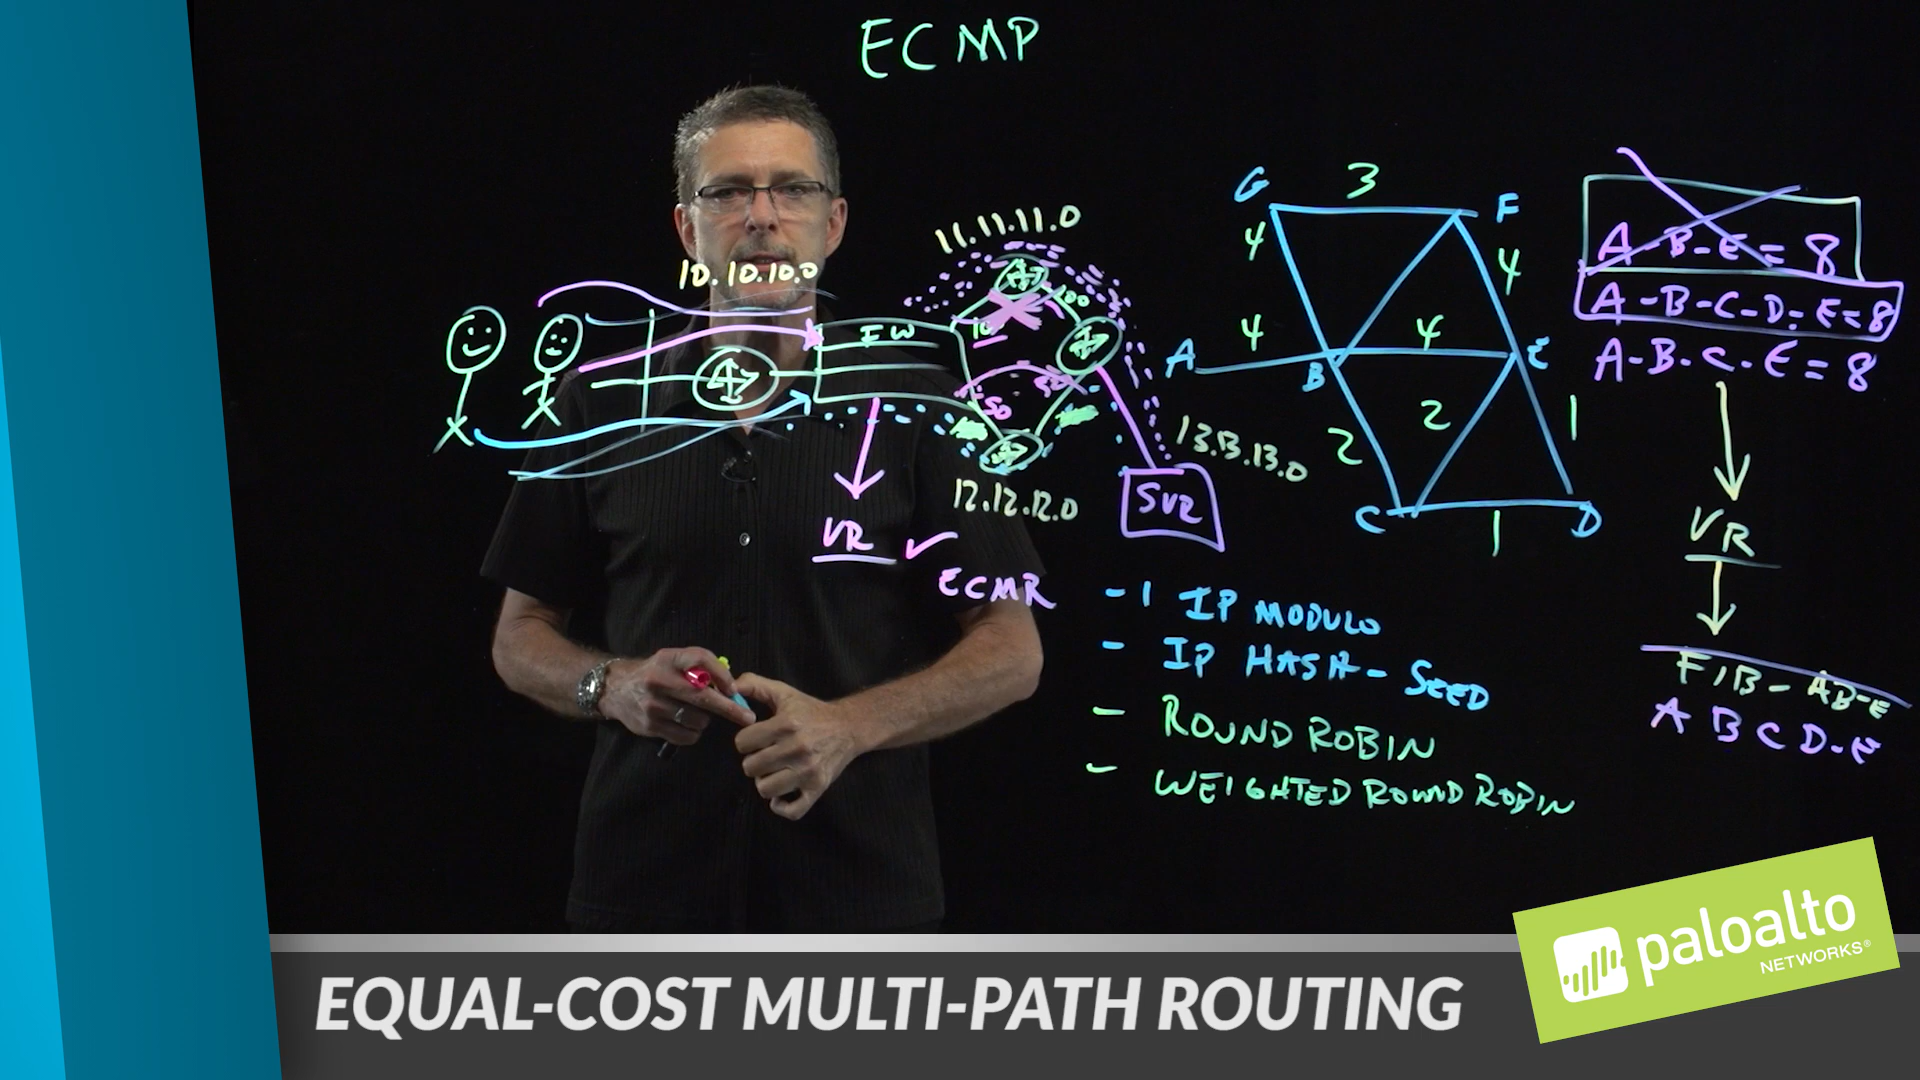 ECMP
10.10.10.0
FW
11.11.11.0
10
100
50
12.12.12.0
13.13.13.0
SVR
VR
ECMR
G 3 F
4 4
A 4 B 4 E
2 2 1
C 1 D
A-B-E = 8
A-B-C-D-E=8
A-B-C-E = 8
VR
FIB - AB-E
A B C D-E
- 1 IP MODULO
- IP HASH - SEED
- ROUND ROBIN
- WEIGHTED ROUND ROBIN
EQUAL-COST MULTI-PATH ROUTING
paloalto
NETWORKS®